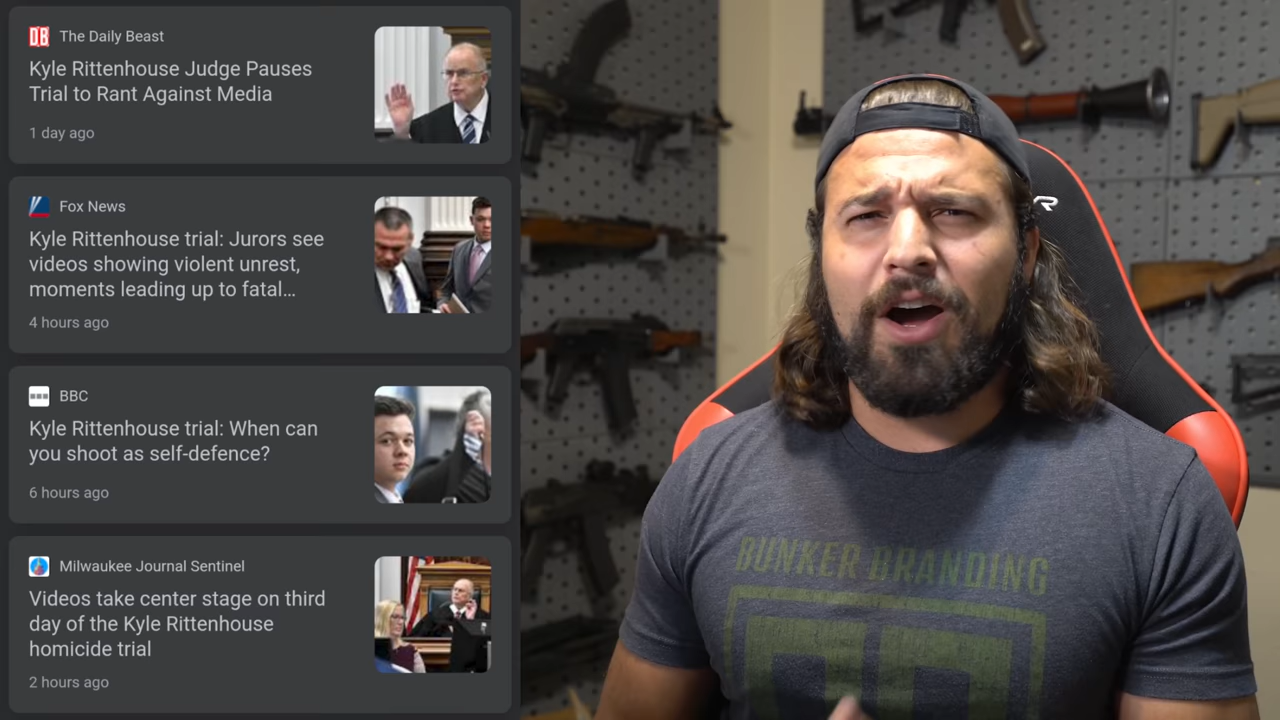 The Daily Beast
Kyle Rittenhouse Judge Pauses
Trial to Rant Against Media
1 day ago
Fox News
Kyle Rittenhouse trial: Jurors see
videos showing violent unrest,
moments leading up to fatal...
4 hours ago
BBC
Kyle Rittenhouse trial: When can
you shoot as self-defence?
6 hours ago
Milwaukee Journal Sentinel
Videos take center stage on third
day of the Kyle Rittenhouse
homicide trial
2 hours ago
BUNKER BRANDING